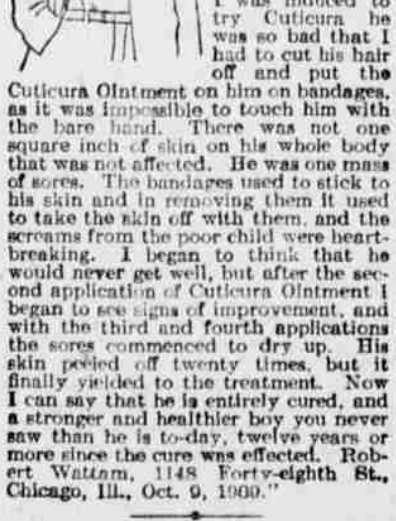 I was induced to
try Cuticura he
was so bad that I
had to cut his hair
off and put the
Cuticura Ointment on him on bandages,
as it was impossible to touch him with
the bare hand. There was not one
square inch of skin on his whole body
that was not affected. He was one mass
of sores. The bandages used to stick to
his skin and in removing them it used
to take the skin off with them, and the
screams from the poor child were heart-
breaking. I began to think that he
would never get well, but after the sec-
ond application of Cuticura Ointment I
began to see signs of improvement, and
with the third and fourth applications
the sores commenced to dry up. His
skin peeled off twenty times, but it
finally yielded to the treatment. Now
I can say that he is entirely cured, and
a stronger and healthier boy you never
saw than he is to-day, twelve years or
more since the cure was effected. Rob-
ert Wattam, 1148 Forty-eighth St.,
Chicago, Ill., Oct. 9, 1909."